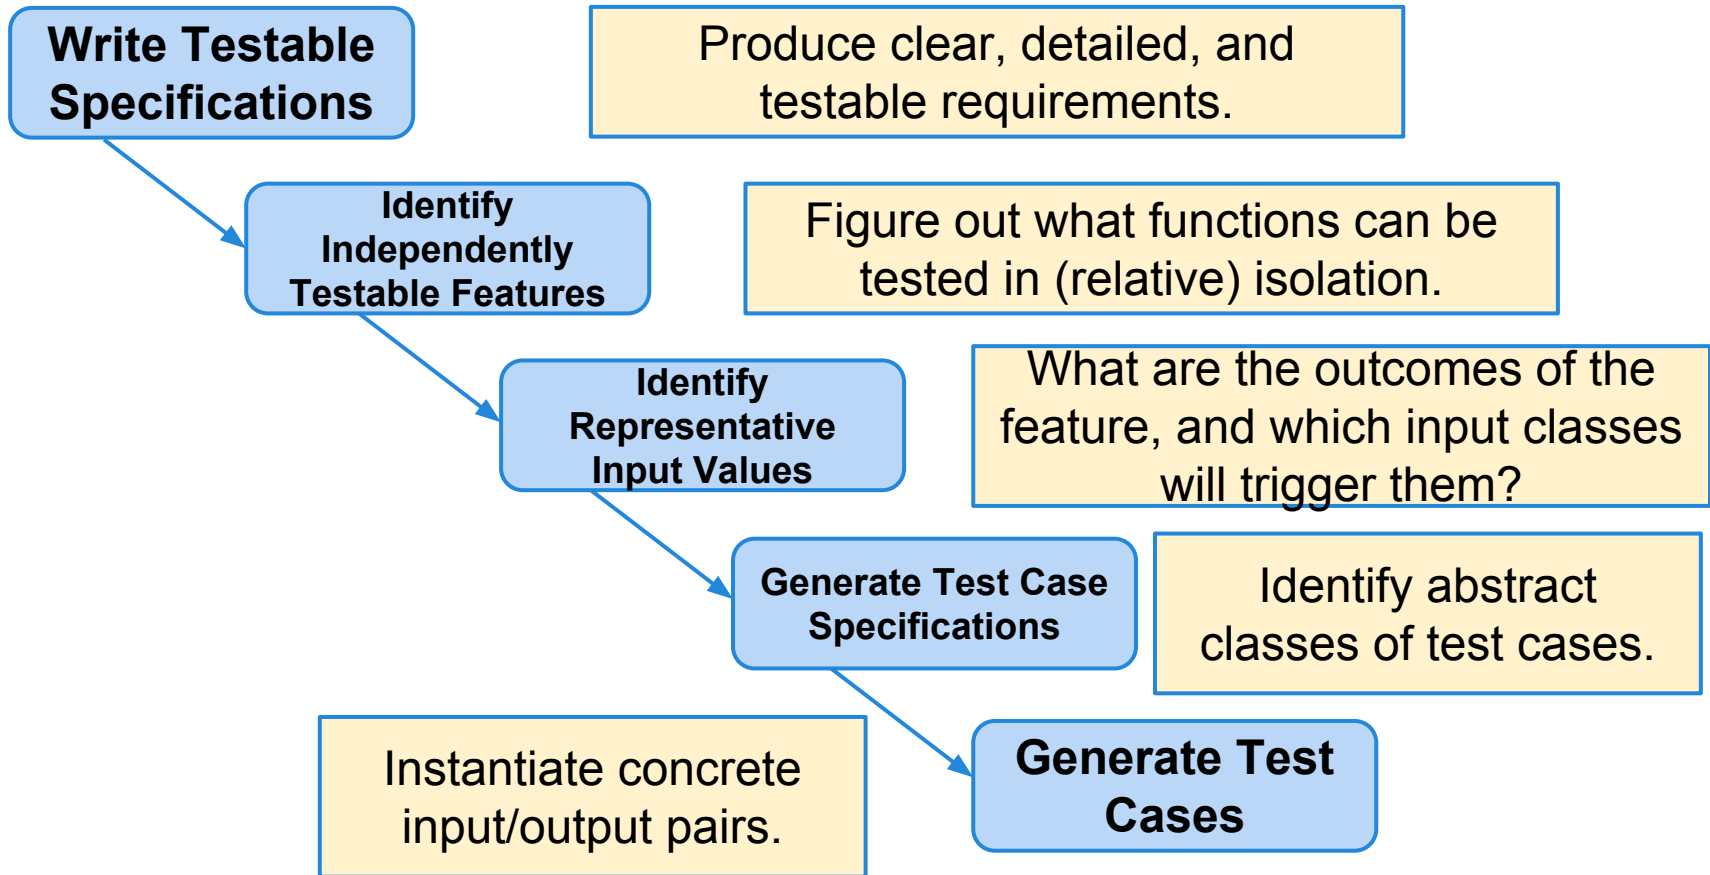 Write Testable
Specifications
Produce clear, detailed, and
testable requirements.
Identify
Independently
Testable Features
Figure out what functions can be
tested in (relative) isolation.
Identify
Representative
Input Values
What are the outcomes of the
feature, and which input classes
will trigger them?
Generate Test Case
Specifications
Identify abstract
classes of test cases.
Instantiate concrete
input/output pairs.
Generate Test
Cases